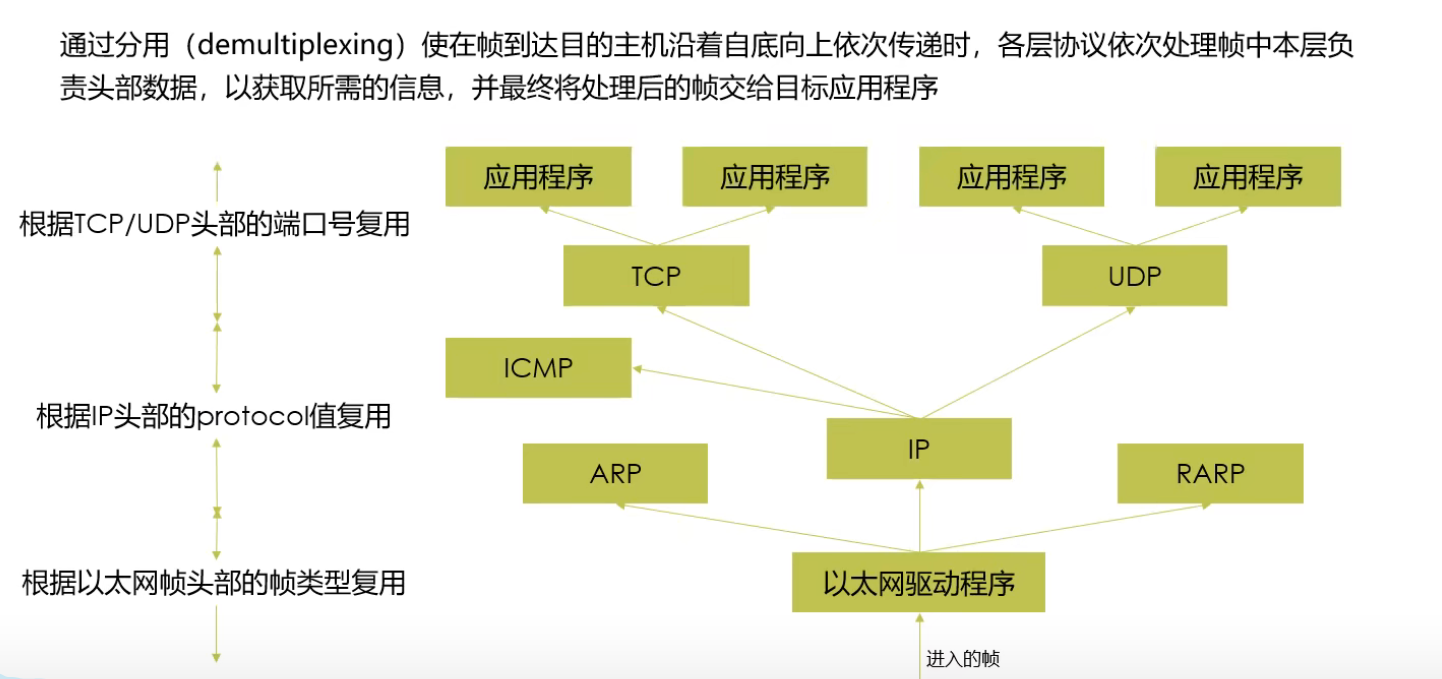 通过分用（demultiplexing）使在帧到达目的主机沿着自底向上依次传递时，各层协议依次处理帧中本层负
责头部数据，以获取所需的信息，并最终将处理后的帧交给目标应用程序
应用程序
应用程序
应用程序
应用程序
根据TCP/UDP头部的端口号复用
TCP
UDP
ICMP
根据IP头部的protocol值复用
IP
ARP
RARP
根据以太网帧头部的帧类型复用
以太网驱动程序
进入的帧